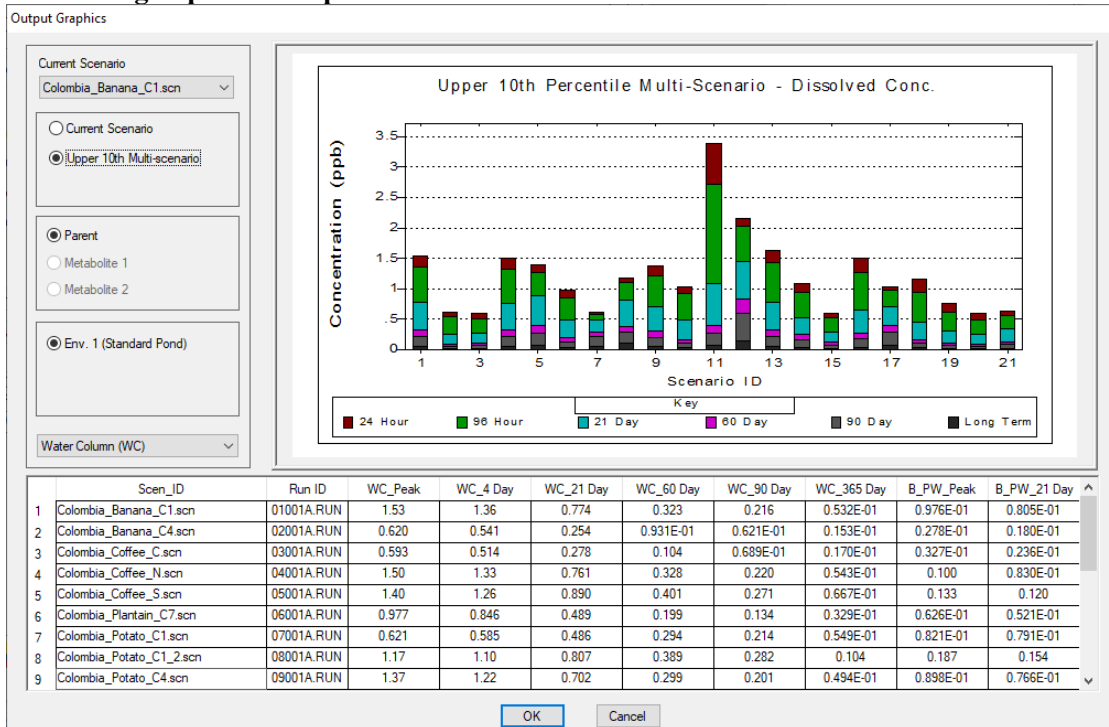 Output Graphics
Current Scenario
Colombia_Banana_C1.scn
Current Scenario
Upper 10th Multi-scenario
Parent
Metabolite 1
Metabolite 2
Env. 1 (Standard Pond)
Water Column (WC)
Upper 10th Percentile Multi-Scenario - Dissolved Conc.
Concentration (ppb)
3.5
3
2.5
2
1.5
1
.5
0
1 3 5 7 9 11 13 15 17 19 21
Scenario ID
Key
24 Hour 96 Hour 21 Day 60 Day 90 Day Long Term
Scen_ID Run ID WC_Peak WC_4 Day WC_21 Day WC_60 Day WC_90 Day WC_365 Day B_PW_Peak B_PW_21 Day
1 Colombia_Banana_C1.scn 01001A.RUN 1.53 1.36 0.774 0.323 0.216 0.532E-01 0.976E-01 0.805E-01
2 Colombia_Banana_C4.scn 02001A.RUN 0.620 0.541 0.254 0.931E-01 0.621E-01 0.153E-01 0.278E-01 0.180E-01
3 Colombia_Coffee_C.scn 03001A.RUN 0.593 0.514 0.278 0.104 0.689E-01 0.170E-01 0.327E-01 0.236E-01
4 Colombia_Coffee_N.scn 04001A.RUN 1.50 1.33 0.761 0.328 0.220 0.543E-01 0.100 0.830E-01
5 Colombia_Coffee_S.scn 05001A.RUN 1.40 1.26 0.890 0.401 0.271 0.667E-01 0.133 0.120
6 Colombia_Plantain_C7.scn 06001A.RUN 0.977 0.846 0.489 0.199 0.134 0.329E-01 0.626E-01 0.521E-01
7 Colombia_Potato_C1.scn 07001A.RUN 0.621 0.585 0.486 0.294 0.214 0.549E-01 0.821E-01 0.791E-01
8 Colombia_Potato_C1_2.scn 08001A.RUN 1.17 1.10 0.807 0.389 0.282 0.104 0.187 0.154
9 Colombia_Potato_C4.scn 09001A.RUN 1.37 1.22 0.702 0.299 0.201 0.494E-01 0.898E-01 0.766E-01
OK Cancel